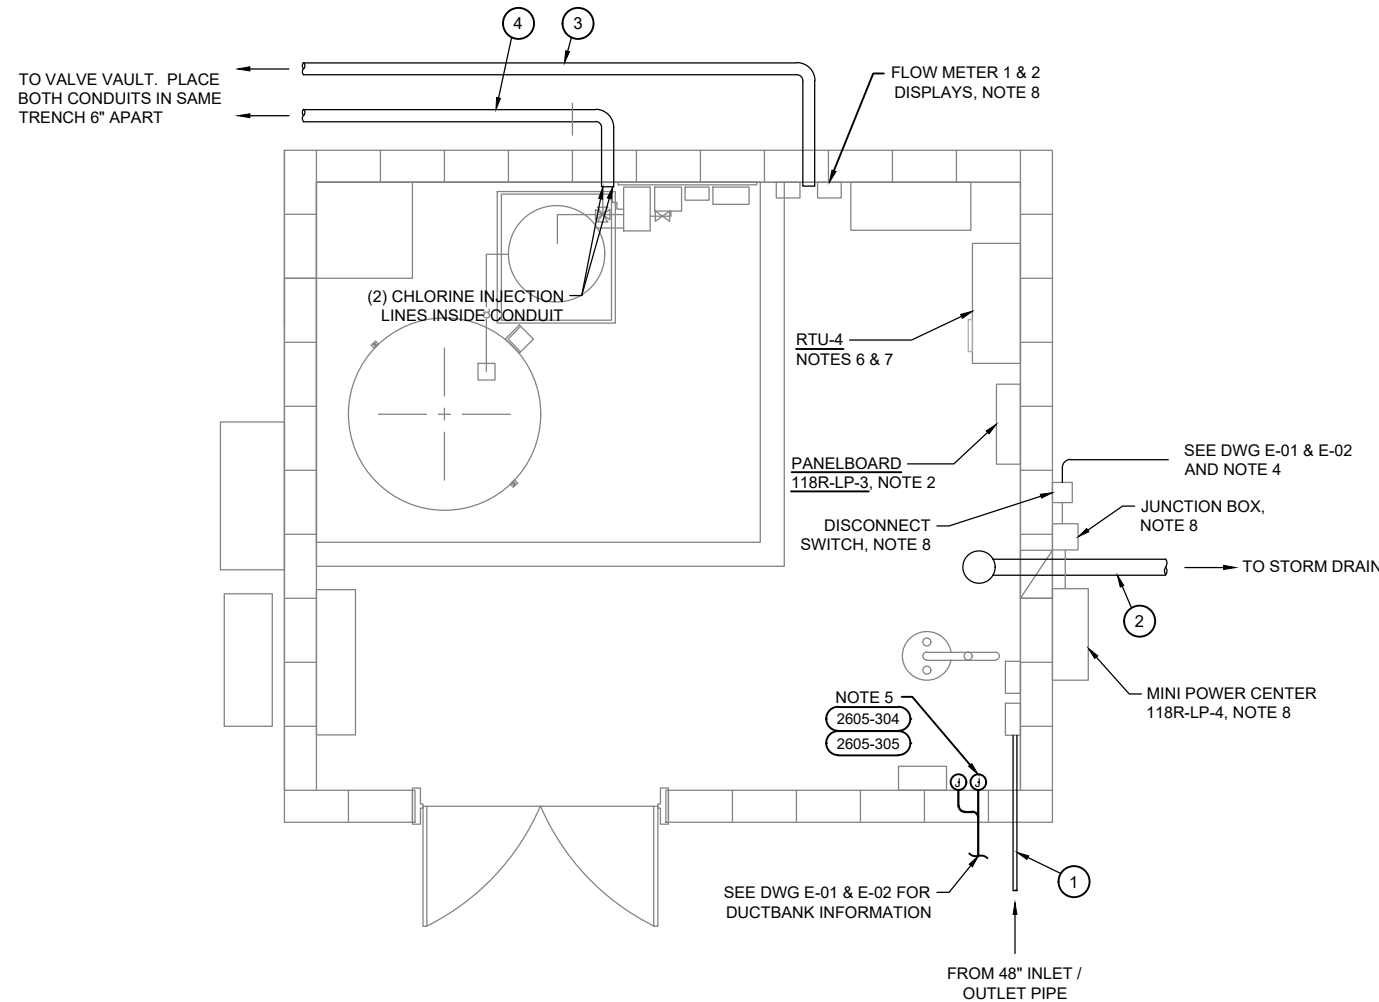 4
3
TO VALVE VAULT. PLACE
BOTH CONDUITS IN SAME
TRENCH 6" APART
FLOW METER 1 & 2
DISPLAYS, NOTE 8
(2) CHLORINE INJECTION
LINES INSIDE CONDUIT
RTU-4
NOTES 6 & 7
PANELBOARD
118R-LP-3, NOTE 2
SEE DWG E-01 & E-02
AND NOTE 4
DISCONNECT
SWITCH, NOTE 8
JUNCTION BOX,
NOTE 8
TO STORM DRAIN
2
MINI POWER CENTER
118R-LP-4, NOTE 8
NOTE 5
2605-304
2605-305
J J
1
SEE DWG E-01 & E-02 FOR
DUCTBANK INFORMATION
FROM 48" INLET /
OUTLET PIPE